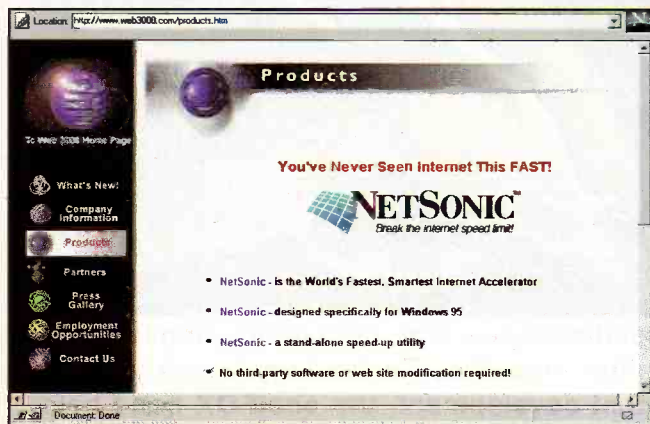 Location: http://www.web3000.com/products.htm
N
Products
To Web 3000 Home Page
What's New!
Company
Information
Products
Partners
Press
Gallery
Employment
Opportunities
Contact Us
You've Never Seen Internet This FAST!
NETSONIC™
Break the internet speed limit!
• NetSonic - is the World's Fastest, Smartest Internet Accelerator
• NetSonic - designed specifically for Windows 95
• NetSonic - a stand-alone speed-up utility
• No third-party software or web site modification required!
Document: Done